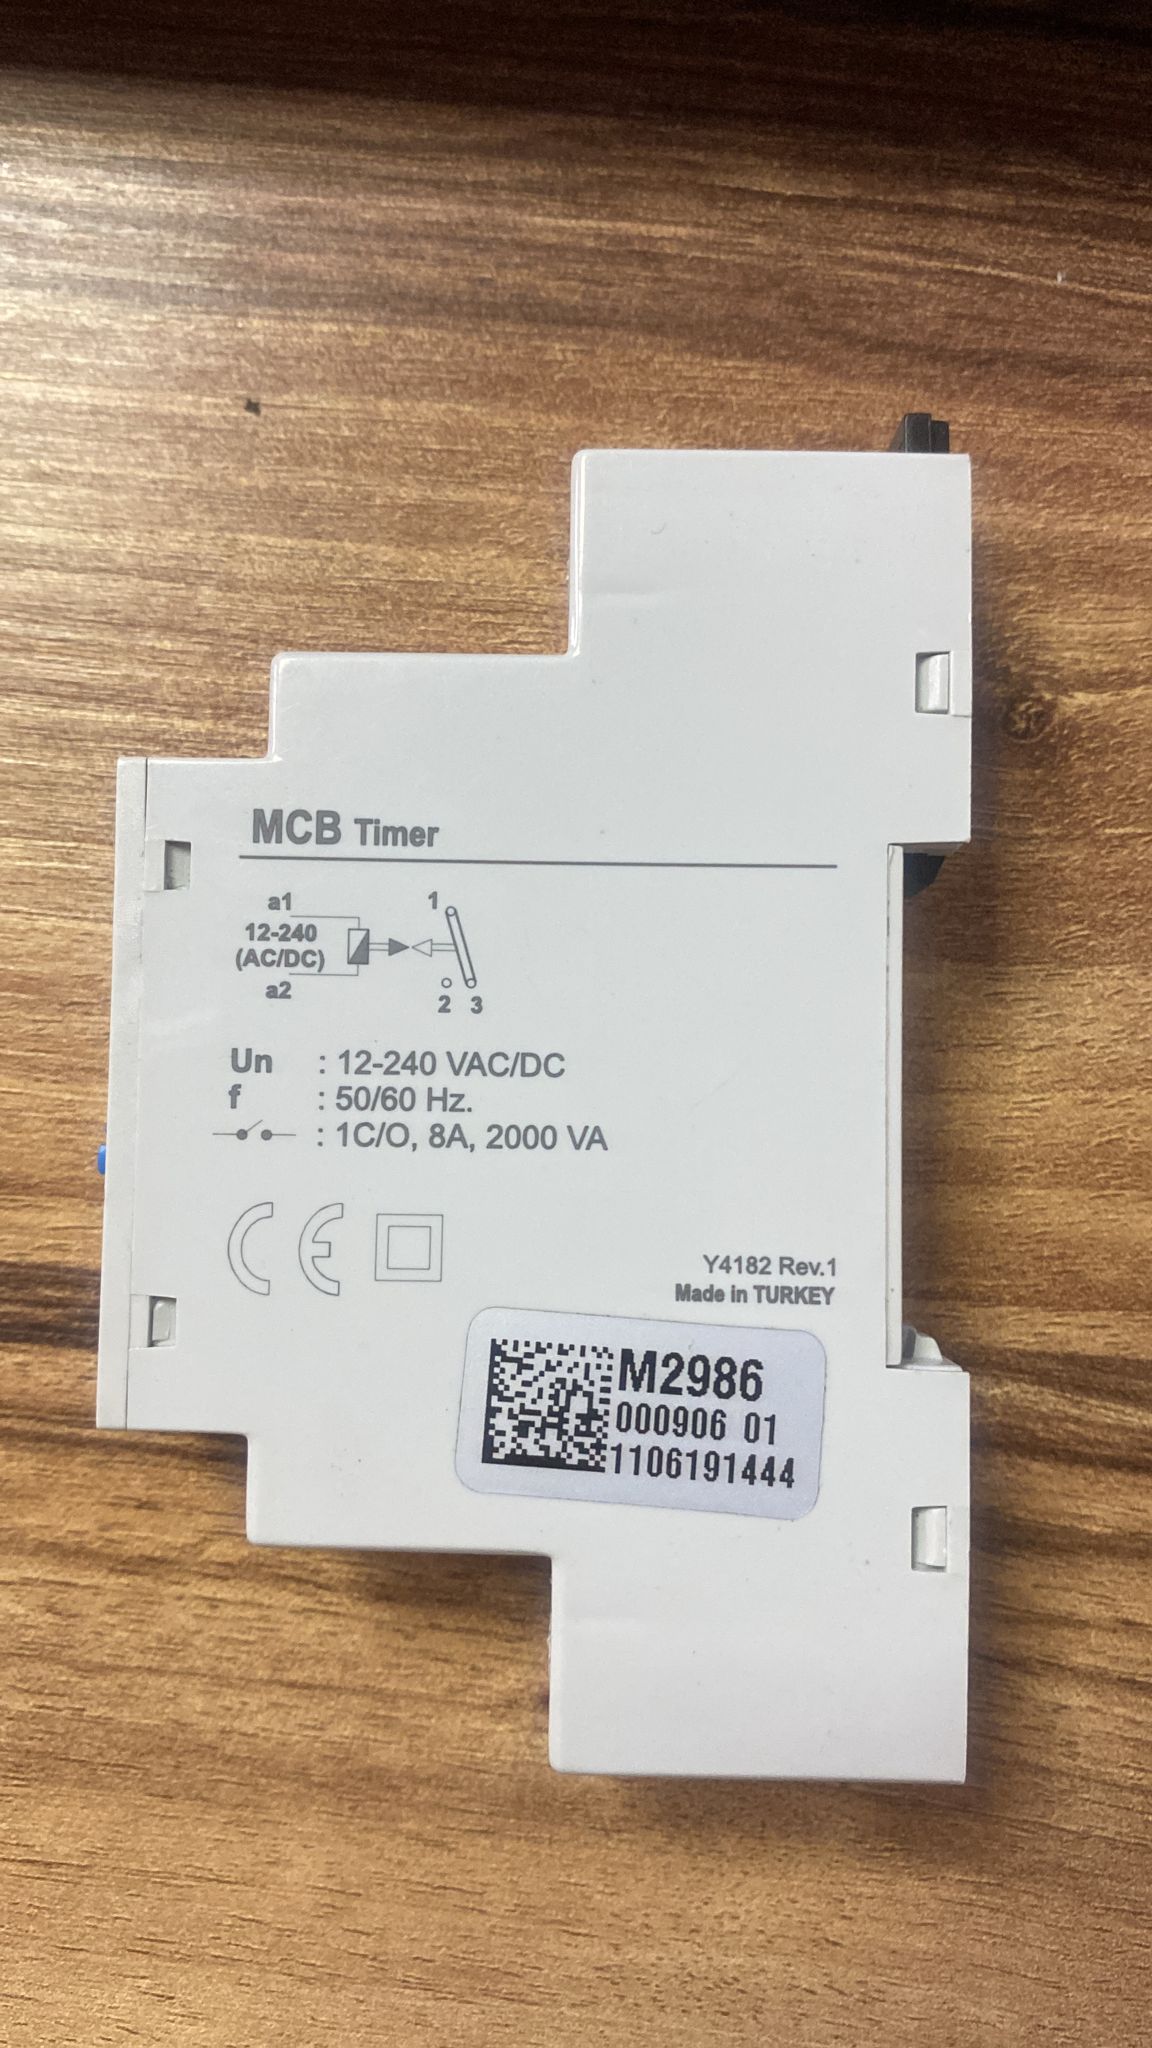 MCB Timer
a1
12-240
(AC/DC)
a2
1
2 3
Un : 12-240 VAC/DC
f : 50/60 Hz.
: 1C/O, 8A, 2000 VA
CE
Y4182 Rev.1
Made in TURKEY
M2986
000906 01
1106191444